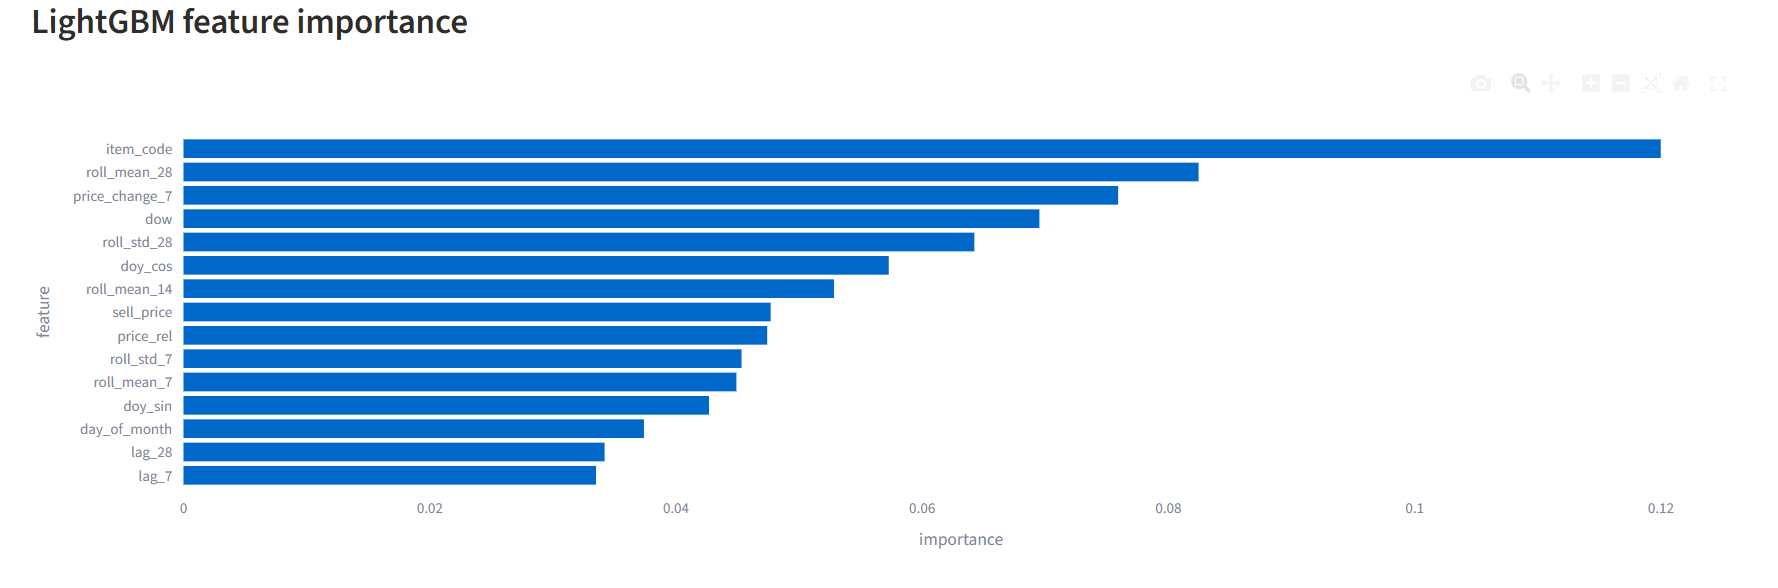 LightGBM feature importance
feature
item_code
roll_mean_28
price_change_7
dow
roll_std_28
doy_cos
roll_mean_14
sell_price
price_rel
roll_std_7
roll_mean_7
doy_sin
day_of_month
lag_28
lag_7
0 0.02 0.04 0.06 0.08 0.1 0.12
importance